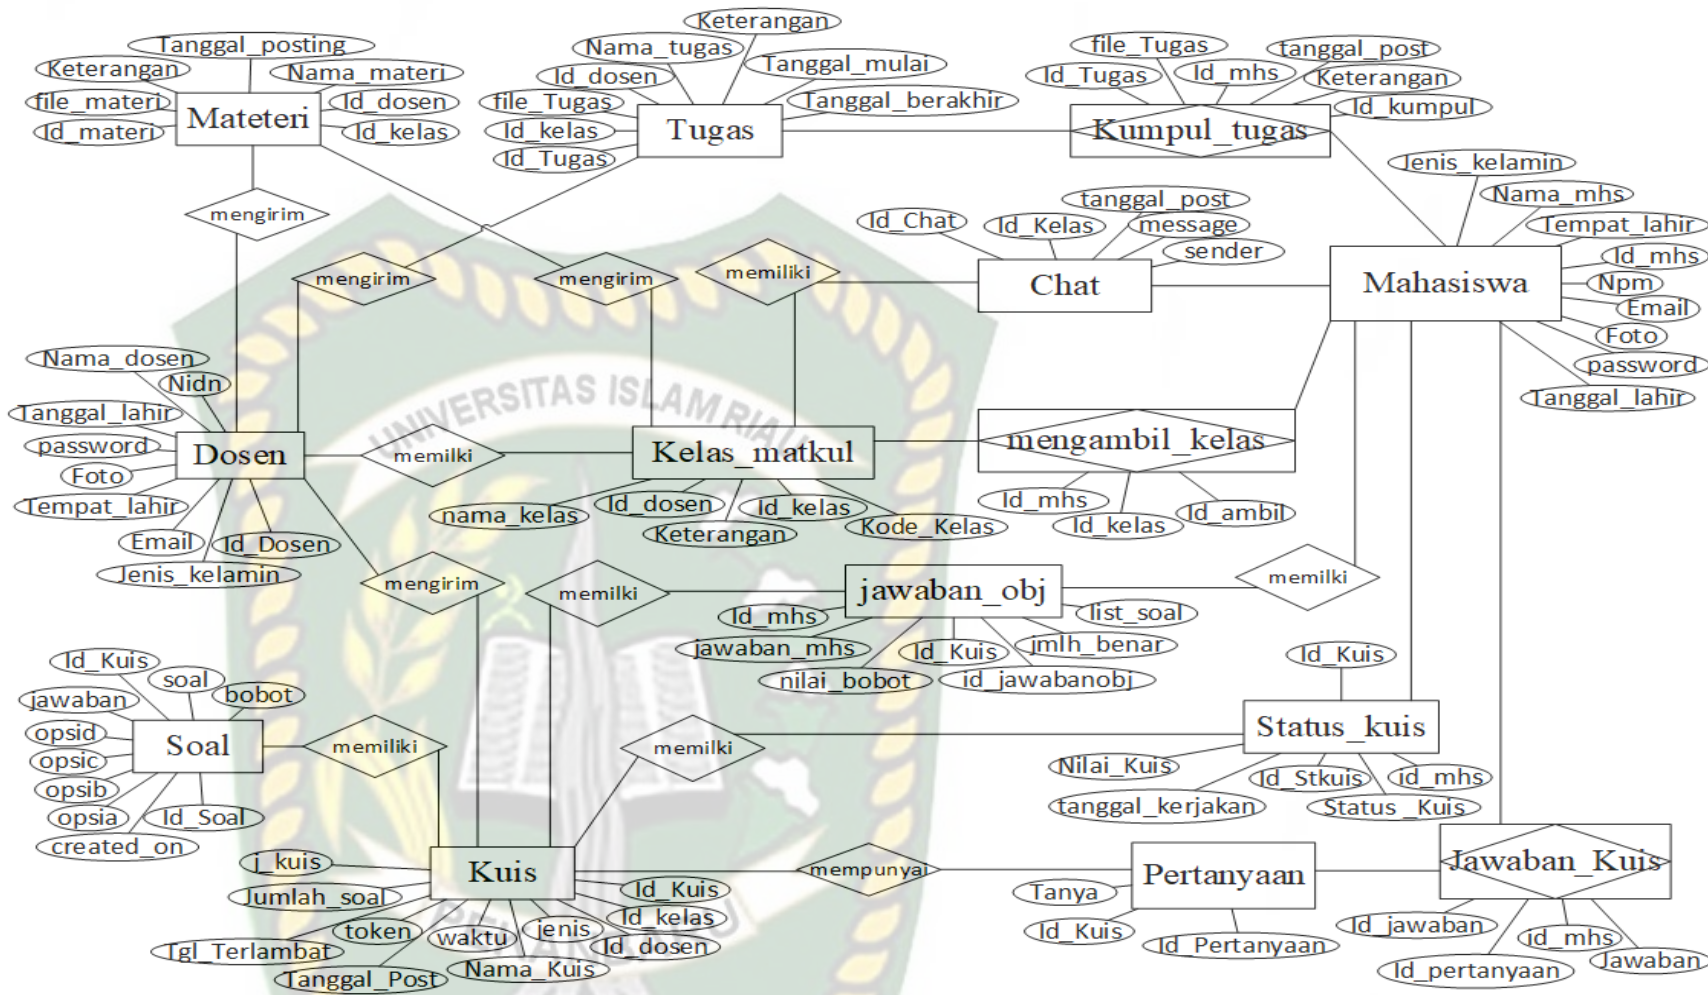 Keterangan
Tanggal_posting
Nama_tugas
file_Tugas
tanggal_post
Keterangan
Nama_materi
Id_dosen
Tanggal_mulai
Id_Tugas
Id_mhs
Keterangan
file_materi
Id_dosen
file_Tugas
Tanggal_berakhir
Id_kumpul
Id_materi
Mateteri
Id_kelas
Id_kelas
Tugas
Kumpul_tugas
Id_Tugas
Jenis_kelamin
Nama_mhs
mengirim
Id_Chat
Id_Kelas
tanggal_post
message
Tempat_lahir
sender
Id_mhs
mengirim
mengirim
memiliki
Chat
Mahasiswa
Npm
Email
Foto
Nama_dosen
password
Nidn
Tanggal_lahir
UNIVERSITAS ISLAM RIAU
Tanggal_lahir
password
Dosen
memilki
Kelas_matkul
mengambil_kelas
Foto
Tempat_lahir
nama_kelas
Id_dosen
Id_kelas
Id_mhs
Id_ambil
Keterangan
Kode_Kelas
Id_kelas
Email
Id_Dosen
Jenis_kelamin
mengirim
memilki
jawaban_obj
memilki
Id_mhs
list_soal
jawaban_mhs
Id_Kuis
jmlh_benar
nilai_bobot
id_jawabanobj
Id_Kuis
Id_Kuis
soal
bobot
jawaban
opsid
Soal
memiliki
memilki
Status_kuis
opsic
Nilai_Kuis
Id_Stkuis
id_mhs
opsib
tanggal_kerjakan
Status_Kuis
opsia
Id_Soal
created_on
j_kuis
Kuis
mempunyai
Pertanyaan
Jawaban_Kuis
Jumlah_soal
Id_Kuis
Tanya
token
waktu
jenis
Id_kelas
Id_Kuis
Id_jawaban
Tgl_Terlambat
Id_dosen
Id_Pertanyaan
id_mhs
Jawaban
Tanggal_Post
Nama_Kuis
Id_pertanyaan